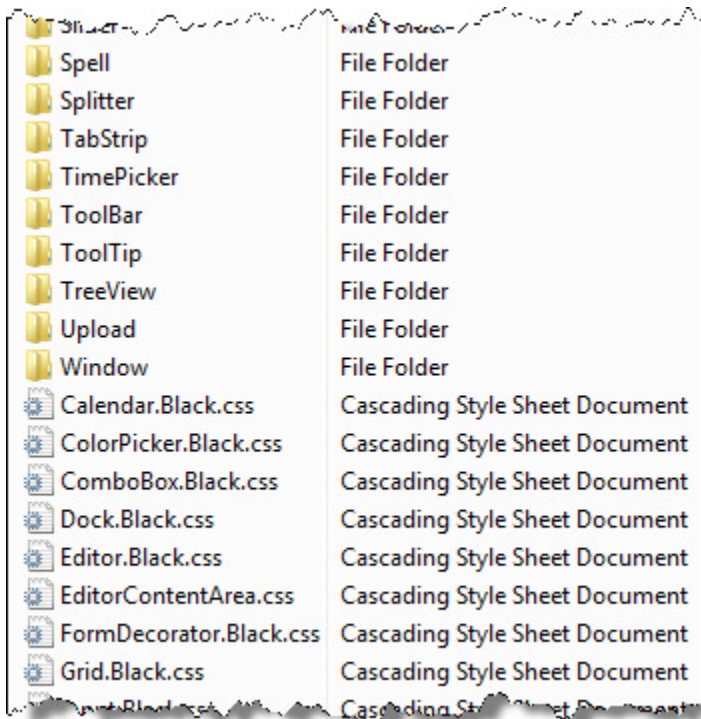 Spell File Folder
Splitter File Folder
TabStrip File Folder
TimePicker File Folder
ToolBar File Folder
ToolTip File Folder
TreeView File Folder
Upload File Folder
Window File Folder
Calendar.Black.css Cascading Style Sheet Document
ColorPicker.Black.css Cascading Style Sheet Document
ComboBox.Black.css Cascading Style Sheet Document
Dock.Black.css Cascading Style Sheet Document
Editor.Black.css Cascading Style Sheet Document
EditorContentArea.css Cascading Style Sheet Document
FormDecorator.Black.css Cascading Style Sheet Document
Grid.Black.css Cascading Style Sheet Document
Cascading